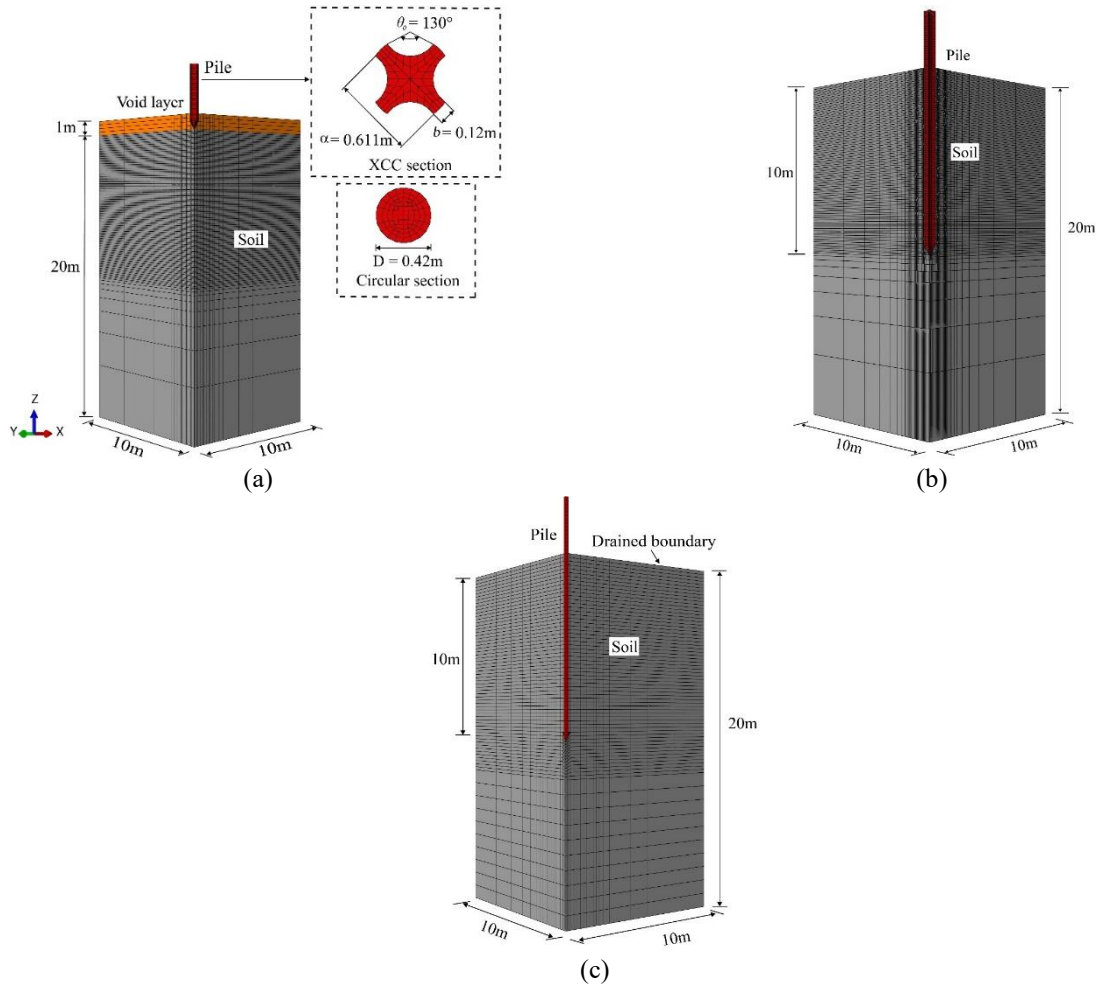 θc = 130°
Pile
Void layer
1m
α = 0.611m
b = 0.12m
XCC section
Soil
20m
D = 0.42m
Circular section
Z
Y
X
10m
10m
(a)
Pile
Soil
10m
20m
10m
10m
(b)
Pile
Drained boundary
Soil
10m
20m
10m
10m
(c)